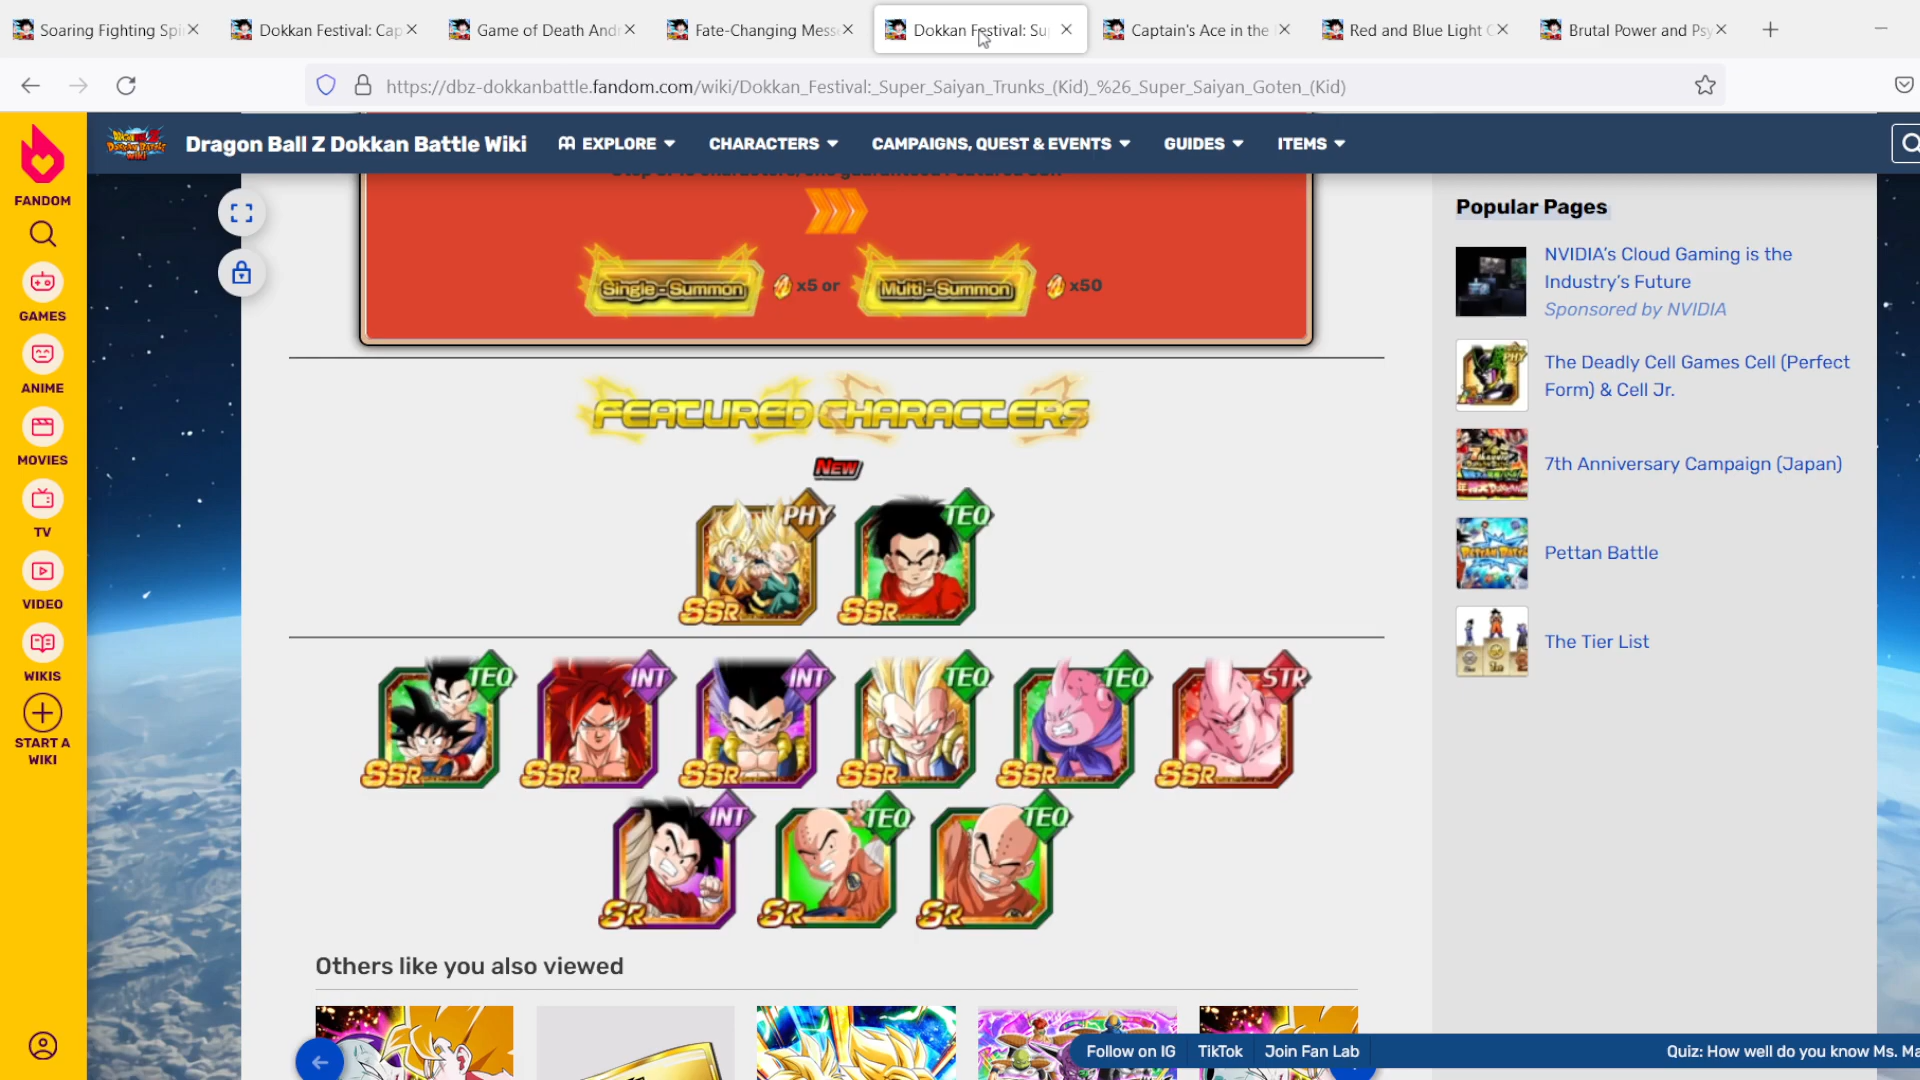 Soaring Fighting Spi
Dokkan Festival: Cap
Game of Death Andr
Fate-Changing Mess
Dokkan Festival: Su
Captain's Ace in the
Red and Blue Light C
Brutal Power and Psy
https://dbz-dokkanbattle.fandom.com/wiki/Dokkan_Festival:_Super_Saiyan_Trunks_(Kid)_%26_Super_Saiyan_Goten_(Kid)
Dragon Ball Z Dokkan Battle Wiki
EXPLORE
CHARACTERS
CAMPAIGNS, QUEST & EVENTS
GUIDES
ITEMS
FANDOM
GAMES
ANIME
MOVIES
TV
VIDEO
WIKIS
START A
WIKI
Single-Summon
x5 or
Multi-Summon
x50
FEATURED CHARACTERS
NEW
PHY
TEQ
SSR
SSR
TEQ
INT
INT
TEQ
TEQ
STR
SSR
SSR
SSR
SSR
SSR
SSR
INT
TEQ
TEQ
SR
SR
SR
Others like you also viewed
Popular Pages
NVIDIA's Cloud Gaming is the
Industry's Future
Sponsored by NVIDIA
The Deadly Cell Games Cell (Perfect
Form) & Cell Jr.
7th Anniversary Campaign (Japan)
Pettan Battle
The Tier List
Follow on IG
TikTok
Join Fan Lab
Quiz: How well do you know Ms. Ma